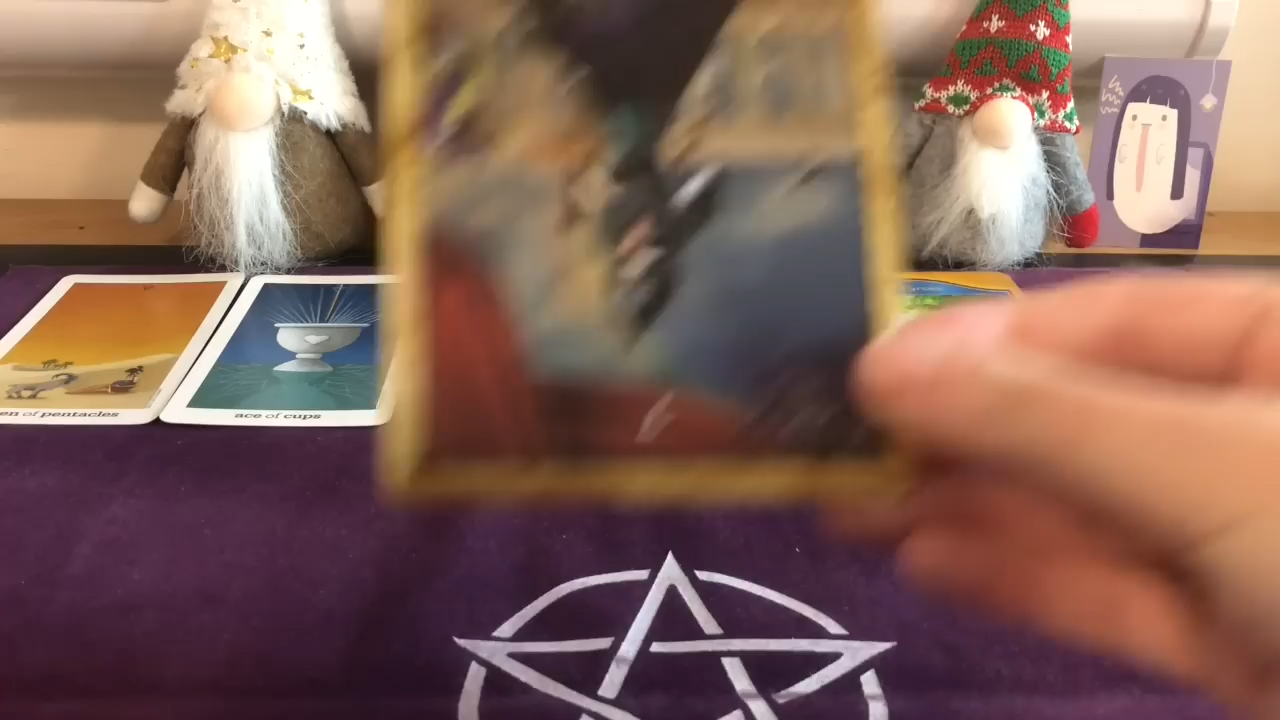 en of pentacles
ace of cups